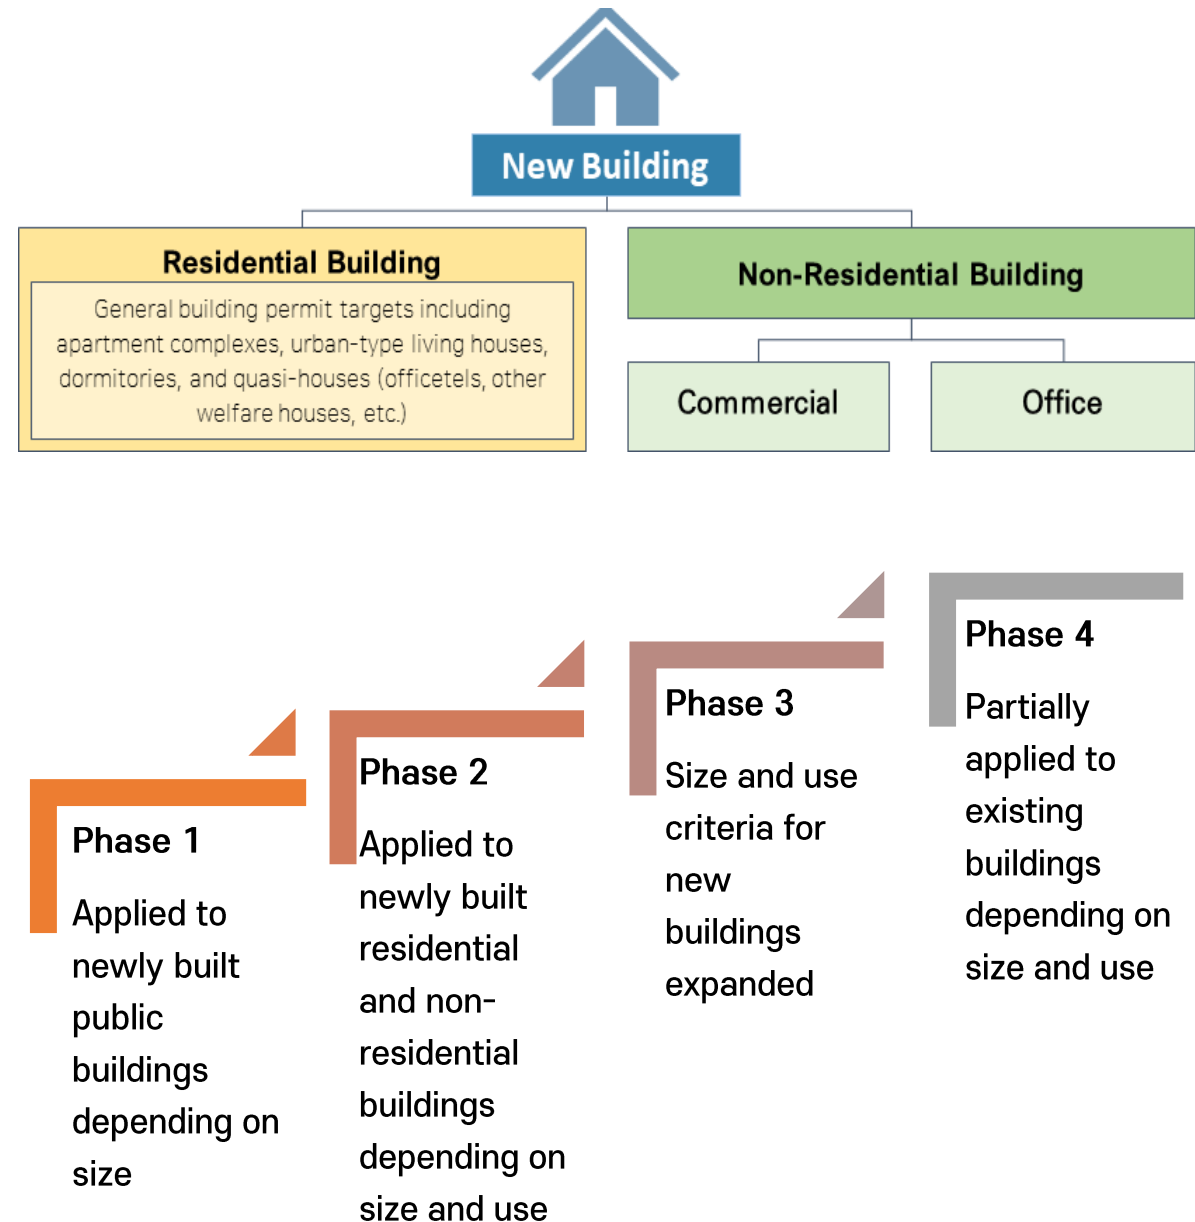 New Building
Residential Building
General building permit targets including
apartment complexes, urban-type living houses,
dormitories, and quasi-houses (officetels, other
welfare houses, etc.)
Non-Residential Building
Commercial
Office
Phase 1
Applied to
newly built
public
buildings
depending on
size
Phase 2
Applied to
newly built
residential
and non-
residential
buildings
depending on
size and use
Phase 3
Size and use
criteria for
new
buildings
expanded
Phase 4
Partially
applied to
existing
buildings
depending on
size and use